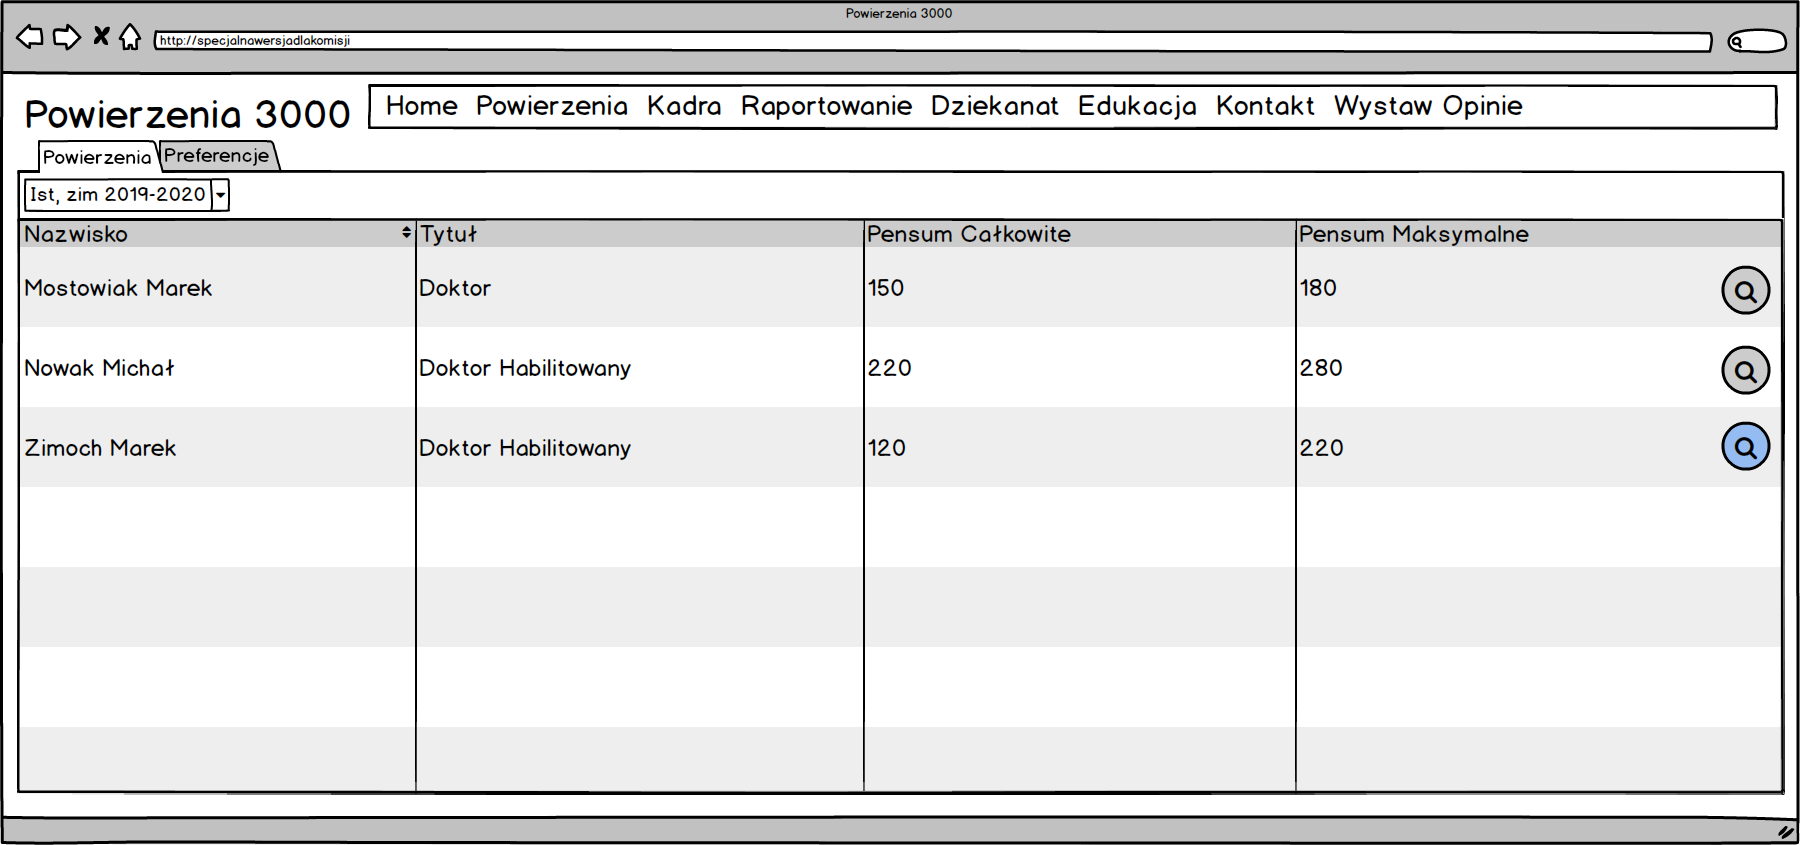 Powierzenia 3000
http://specjalnawersjadlakomisji
Powierzenia 3000
Home Powierzenia Kadra Raportowanie Dziekanat Edukacja Kontakt Wystaw Opinie
Powierzenia Preferencje
Ist, zim 2019-2020
Nazwisko Tytuł Pensum Całkowite Pensum Maksymalne
Mostowiak Marek Doktor 150 180
Nowak Michał Doktor Habilitowany 220 280
Zimoch Marek Doktor Habilitowany 120 220